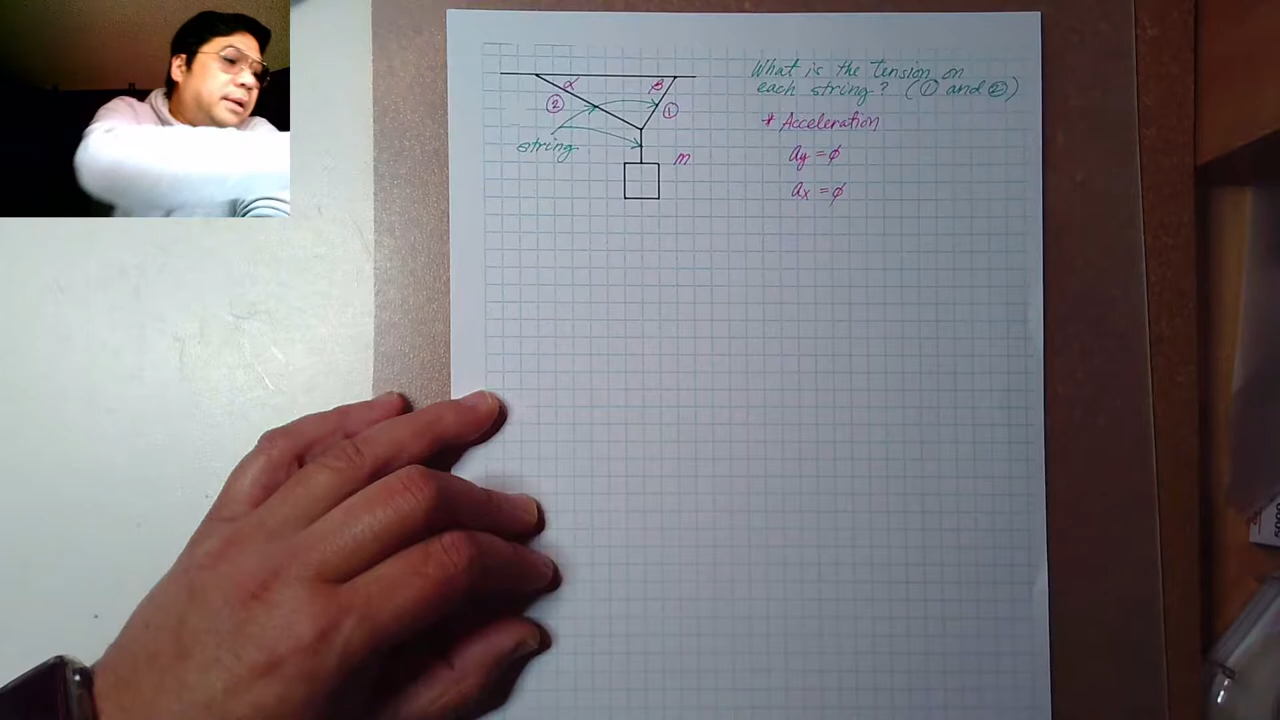 What is the Tension on
each string? (① and ②)
* Acceleration
ay = ϕ
ax = ϕ
α
β
②
①
string
m